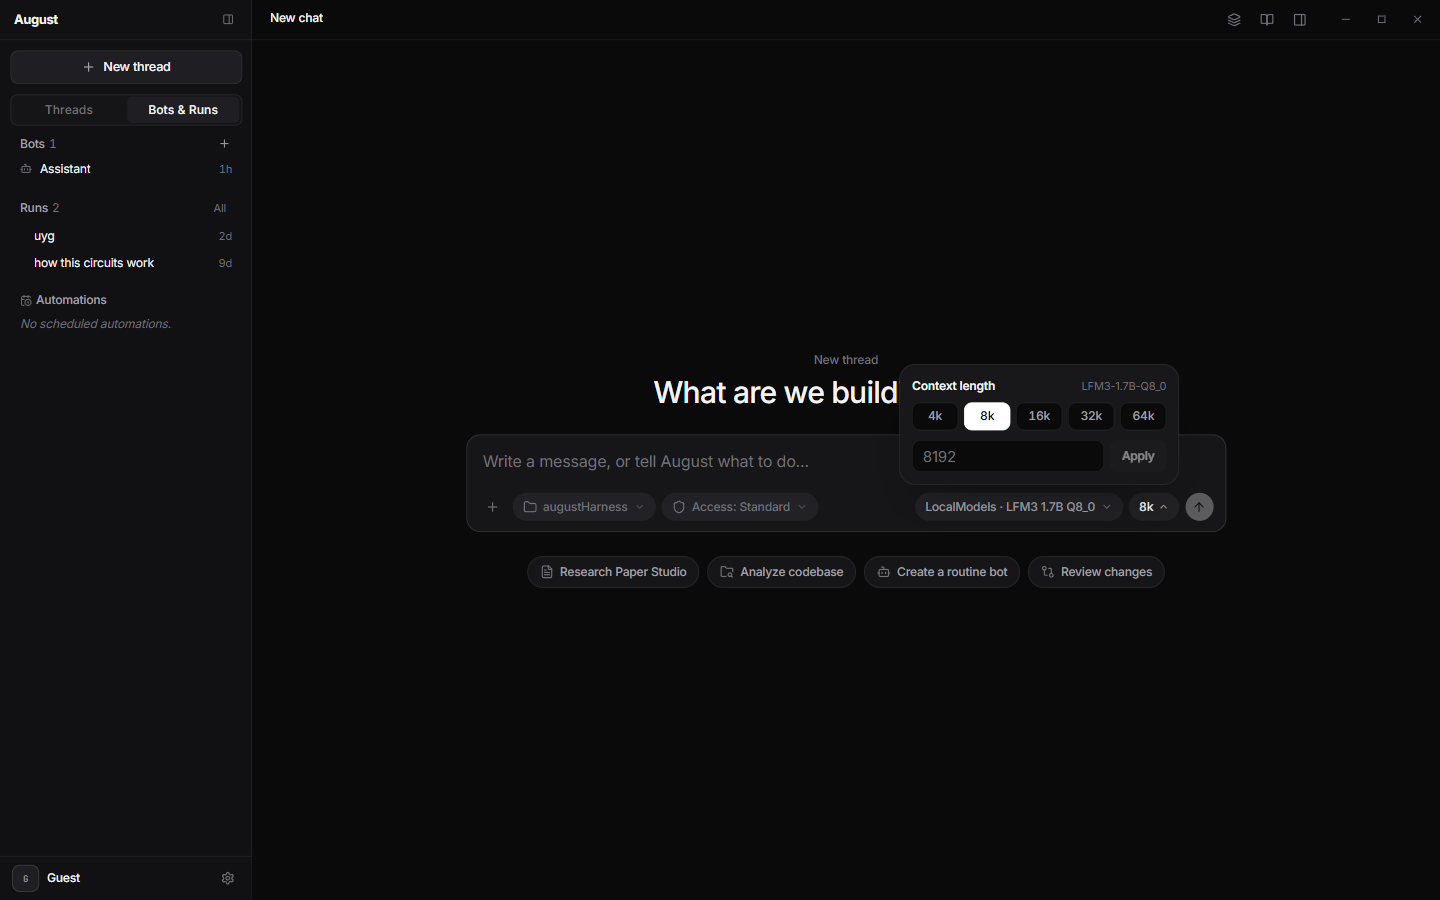 August
New chat
New thread
Threads
Bots & Runs
Bots 1
Assistant
1h
Runs 2
All
uyg
2d
how this circuits work
9d
Automations
No scheduled automations.
New thread
What are we build
Context length
LFM3-1.7B-Q8_0
4k
8k
16k
32k
64k
8192
Apply
Write a message, or tell August what to do...
augustHarness
Access: Standard
LocalModels · LFM3 1.7B Q8_0
8k
Research Paper Studio
Analyze codebase
Create a routine bot
Review changes
G
Guest